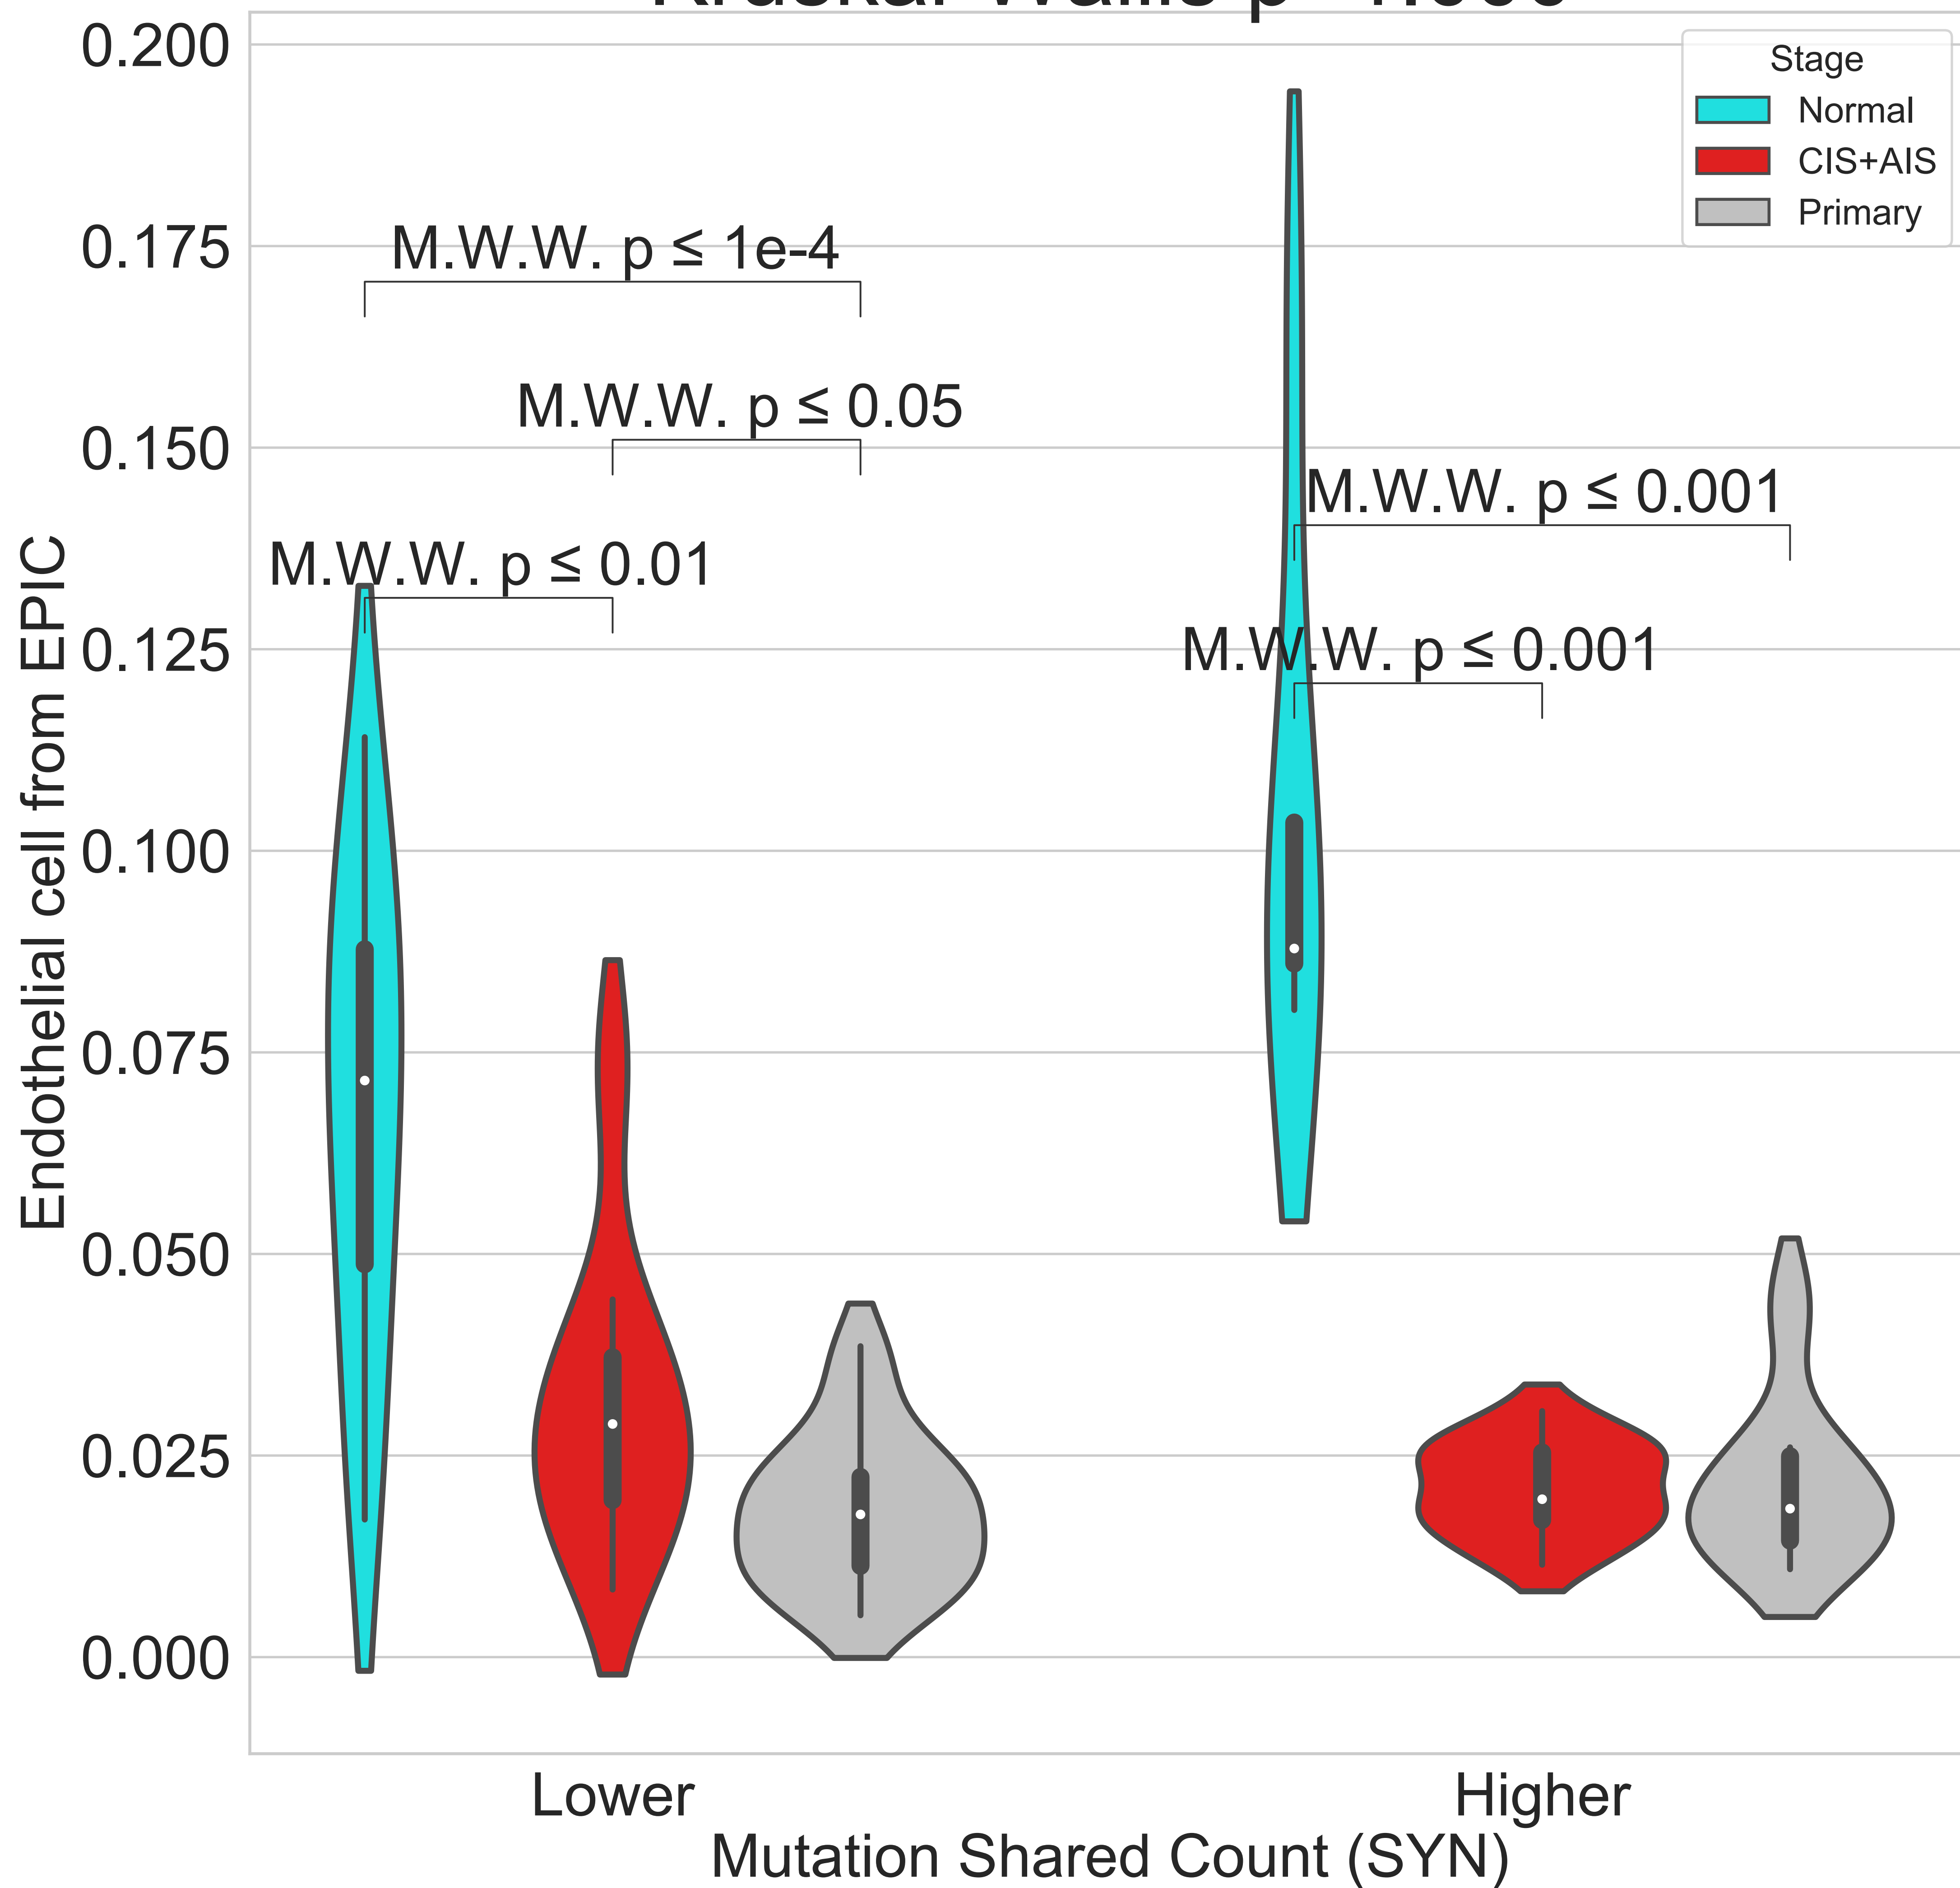 0.200
0.175
0.150
0.125
0.100
0.075
0.050
0.025
0.000
Endothelial cell from EPIC
Stage
Normal
CIS+AIS
Primary
M.W.W. p ≤ 1e-4
M.W.W. p ≤ 0.05
M.W.W. p ≤ 0.01
M.W.W. p ≤ 0.001
M.W.W. p ≤ 0.001
Lower
Higher
Mutation Shared Count (SYN)